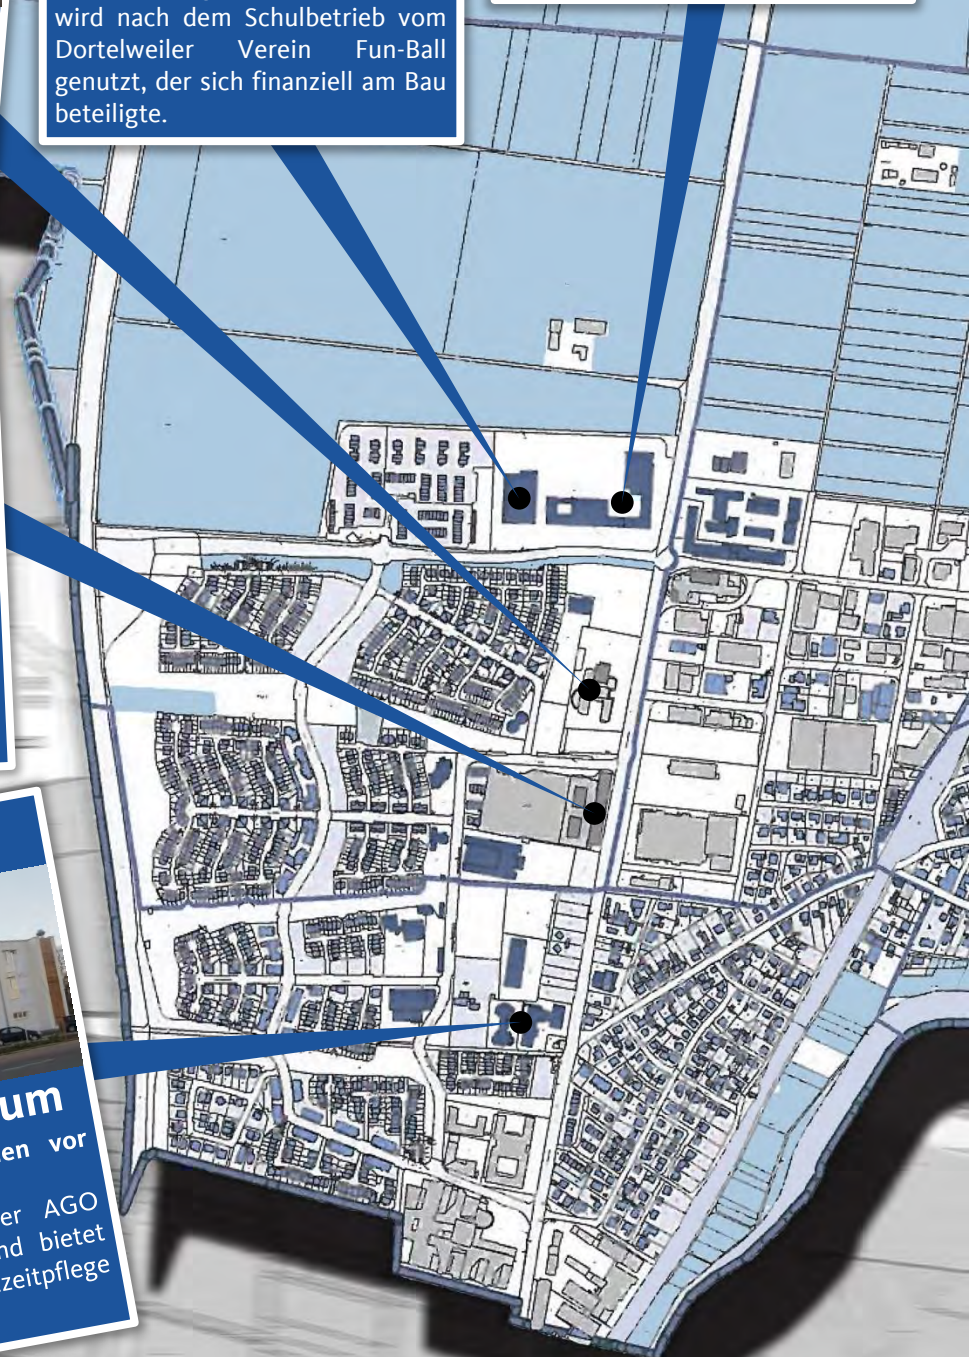 wird nach dem Schulbetrieb vom
Dortelweiler Verein Fun-Ball
genutzt, der sich finanziell am Bau
beteiligte.
um
en vor
er AGO
nd bietet
zeitpflege